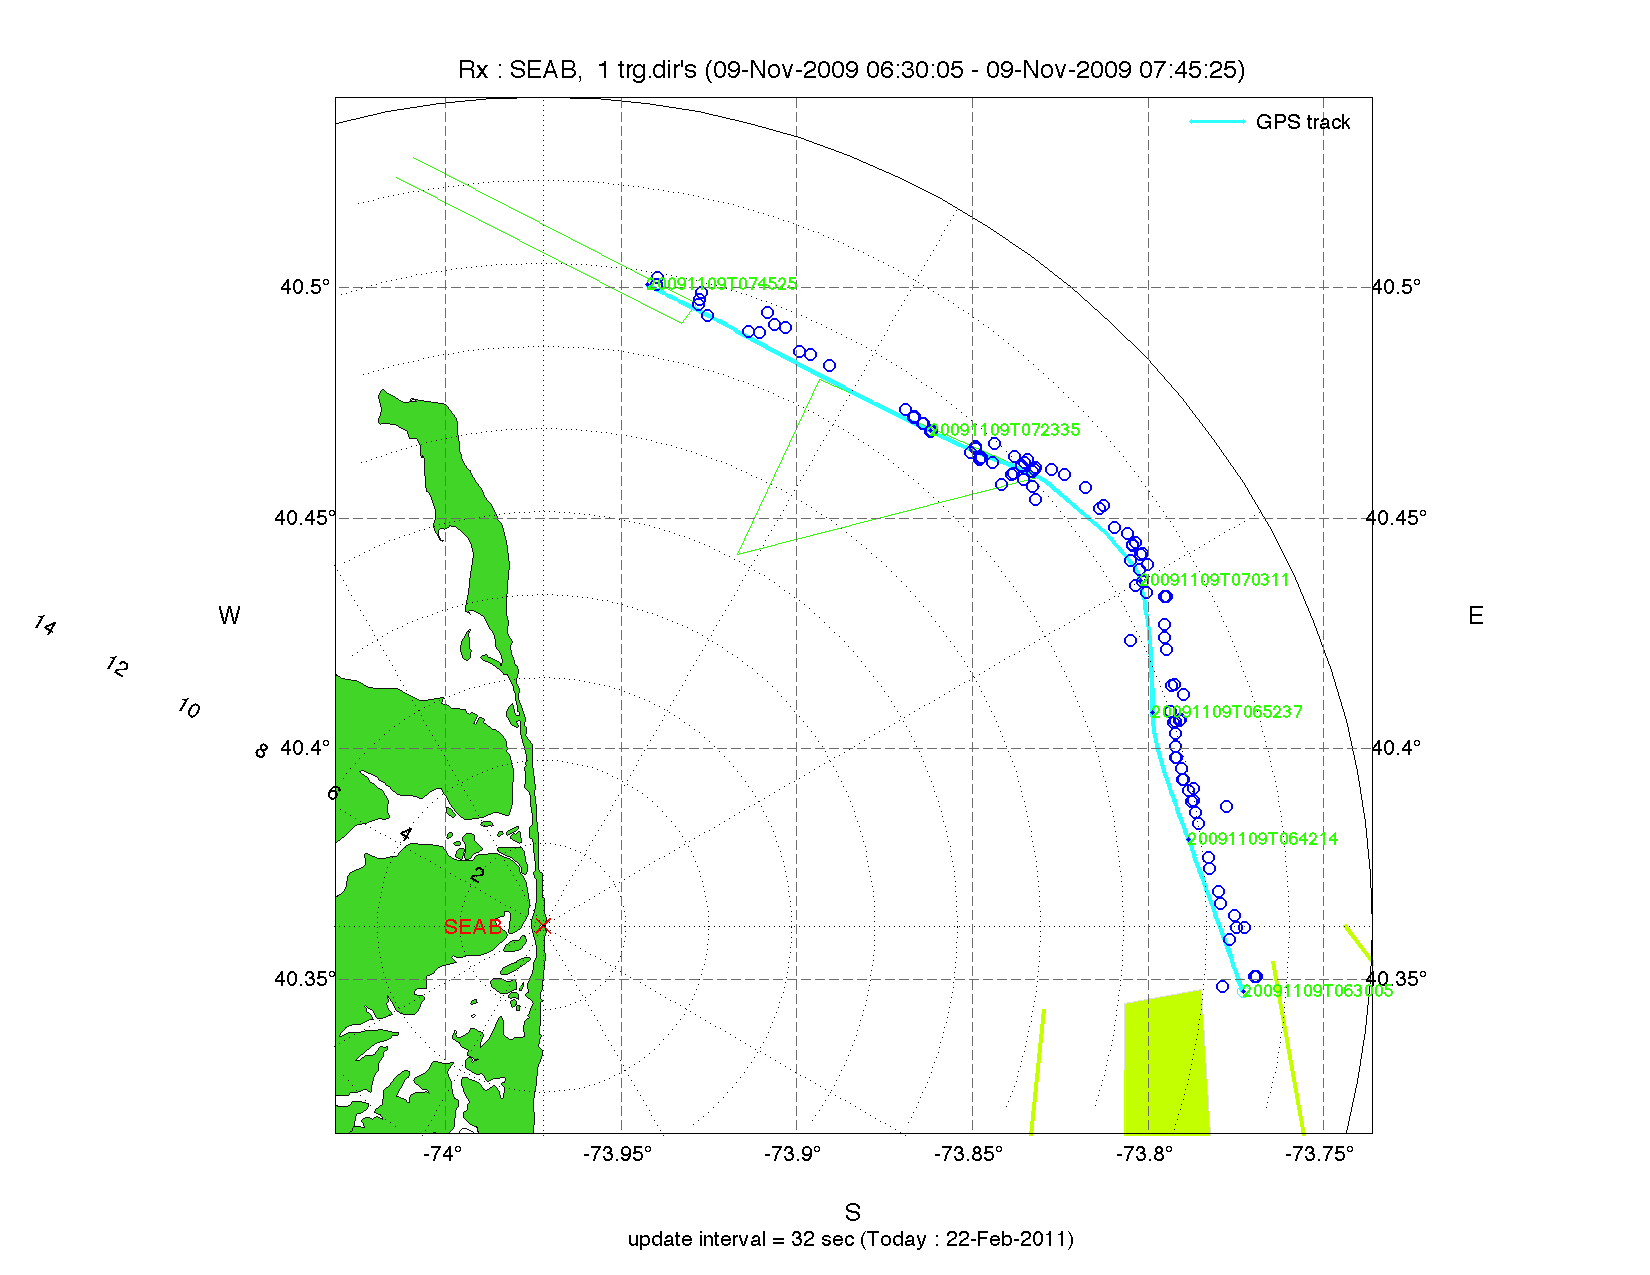 Rx : SEAB, 1 trg.dir's (09-Nov-2009 06:30:05 - 09-Nov-2009 07:45:25)
GPS track
40.5° 20091109T074525 40.5°
20091109T072335
40.45° 40.45°
20091109T070311
W E
14
12
10
20091109T065237
8 40.4° 40.4°
6
4
20091109T064214
2
SEAB
40.35° 40.35°
20091109T063005
-74° -73.95° -73.9° -73.85° -73.8° -73.75°
S
update interval = 32 sec (Today : 22-Feb-2011)